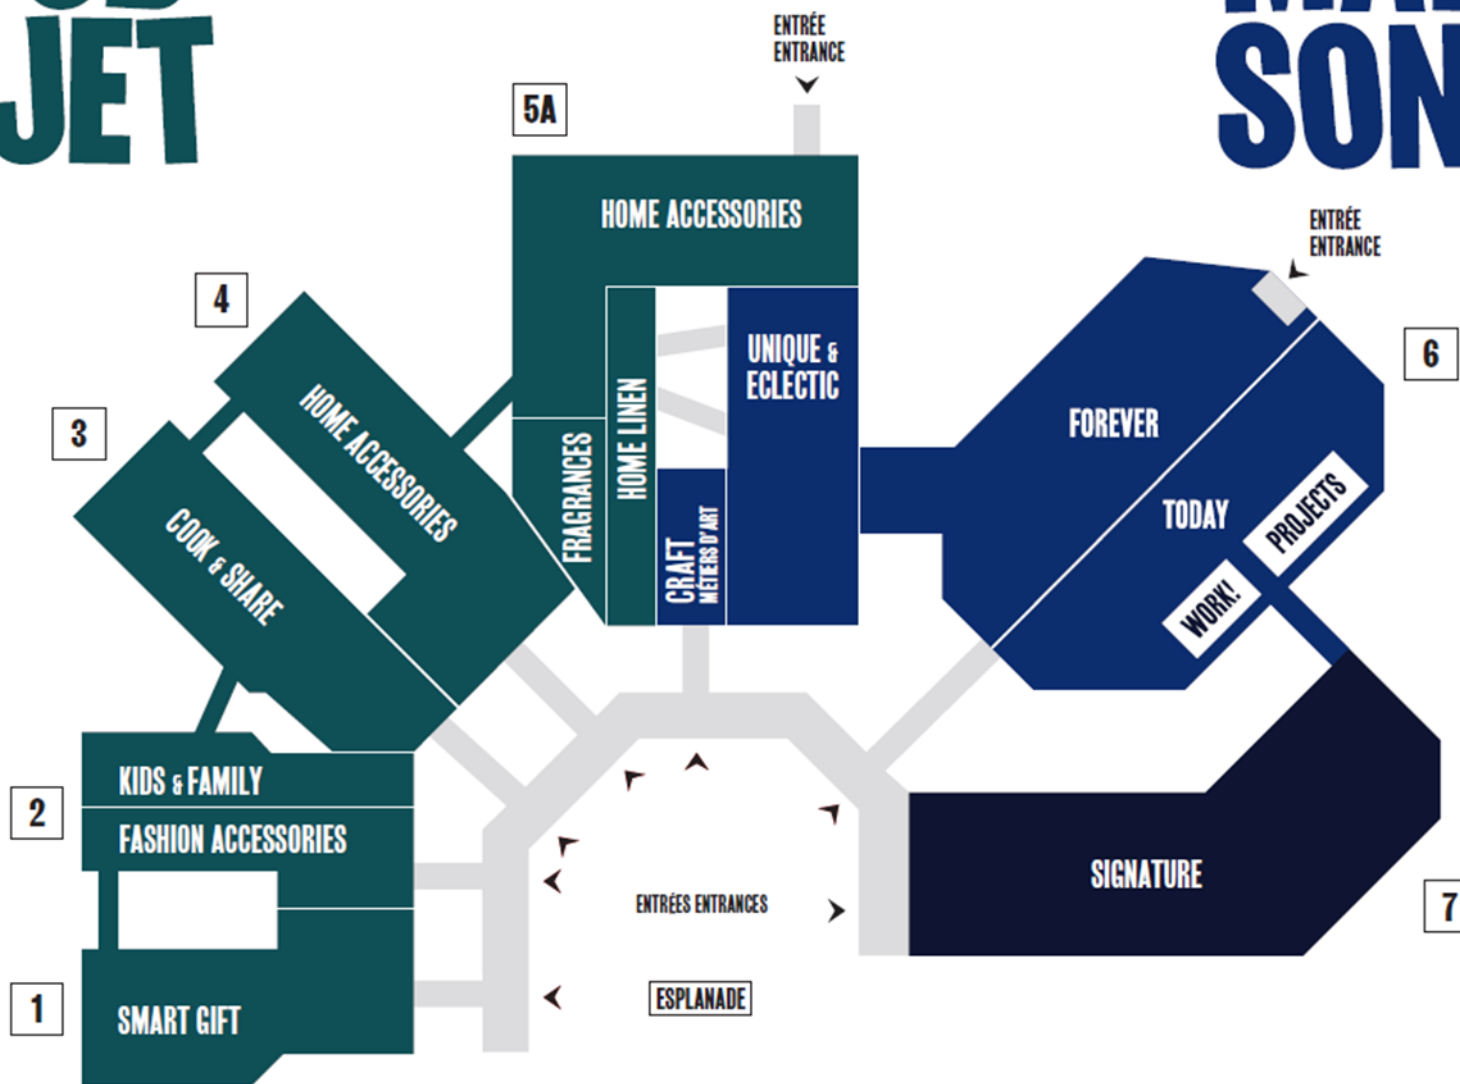 JET
SON
ENTRÉE
ENTRANCE
5A
HOME ACCESSORIES
ENTRÉE
ENTRANCE
4
UNIQUE &
ECLECTIC
6
3
HOME ACCESSORIES
HOME LINEN
FOREVER
FRAGRANCES
COOK & SHARE
CRAFT
MÉTIERS D'ART
TODAY
PROJECTS
WORK!
KIDS & FAMILY
2
FASHION ACCESSORIES
SIGNATURE
ENTRÉES ENTRANCES
7
ESPLANADE
1
SMART GIFT